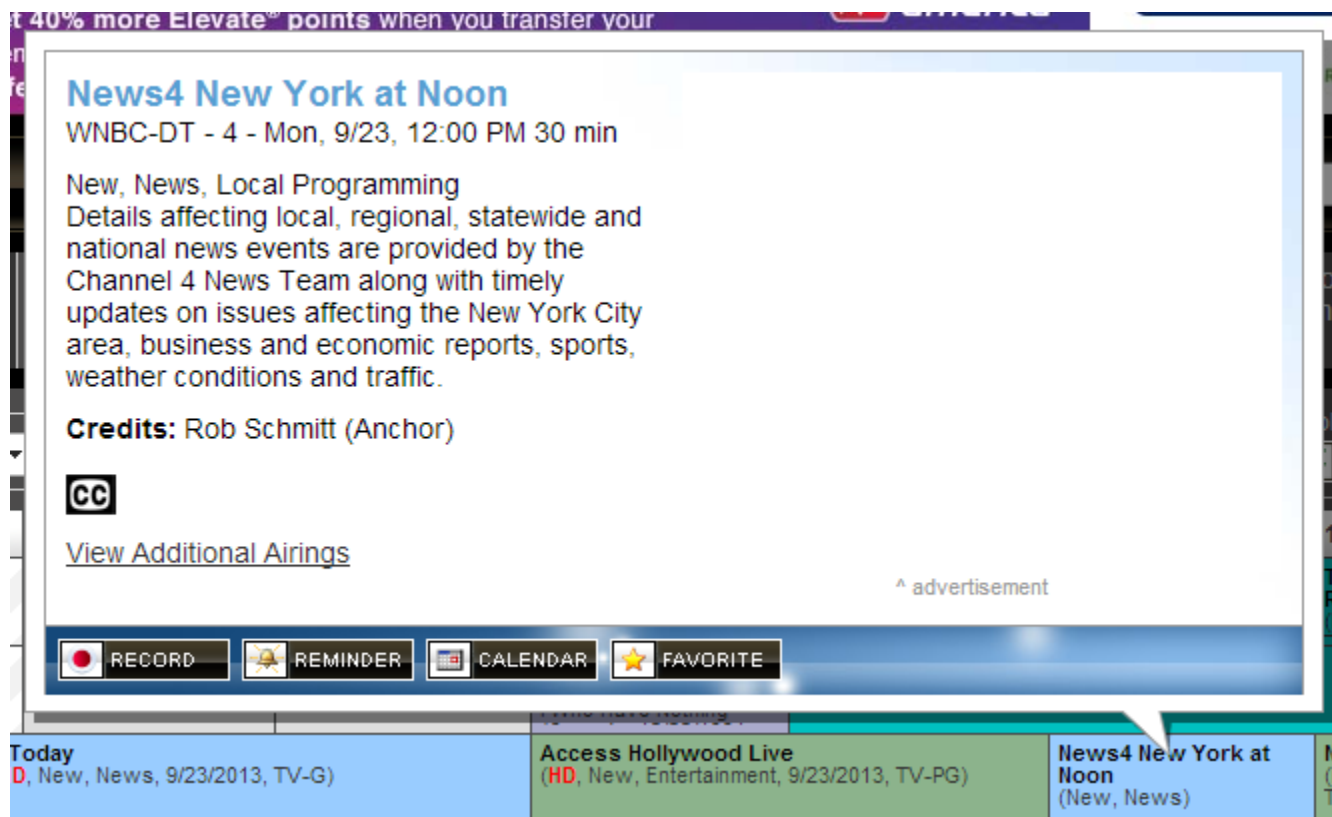 t 40% more Elevate® points when you transfer your
News4 New York at Noon
WNBC-DT - 4 - Mon, 9/23, 12:00 PM 30 min
New, News, Local Programming
Details affecting local, regional, statewide and
national news events are provided by the
Channel 4 News Team along with timely
updates on issues affecting the New York City
area, business and economic reports, sports,
weather conditions and traffic.
Credits: Rob Schmitt (Anchor)
CC
View Additional Airings
^ advertisement
RECORD
REMINDER
CALENDAR
FAVORITE
Today
D, New, News, 9/23/2013, TV-G)
Access Hollywood Live
(HD, New, Entertainment, 9/23/2013, TV-PG)
News4 New York at
Noon
(New, News)